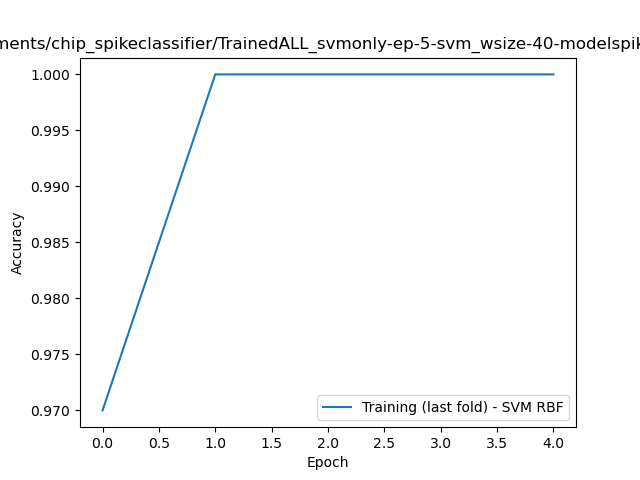 ments/chip_spikeclassifier/TrainedALL_svmonly-ep-5-svm_wsize-40-modelspik
1.000
0.995
0.990
0.985
0.980
0.975
0.970
Accuracy
Training (last fold) - SVM RBF
0.0 0.5 1.0 1.5 2.0 2.5 3.0 3.5 4.0
Epoch